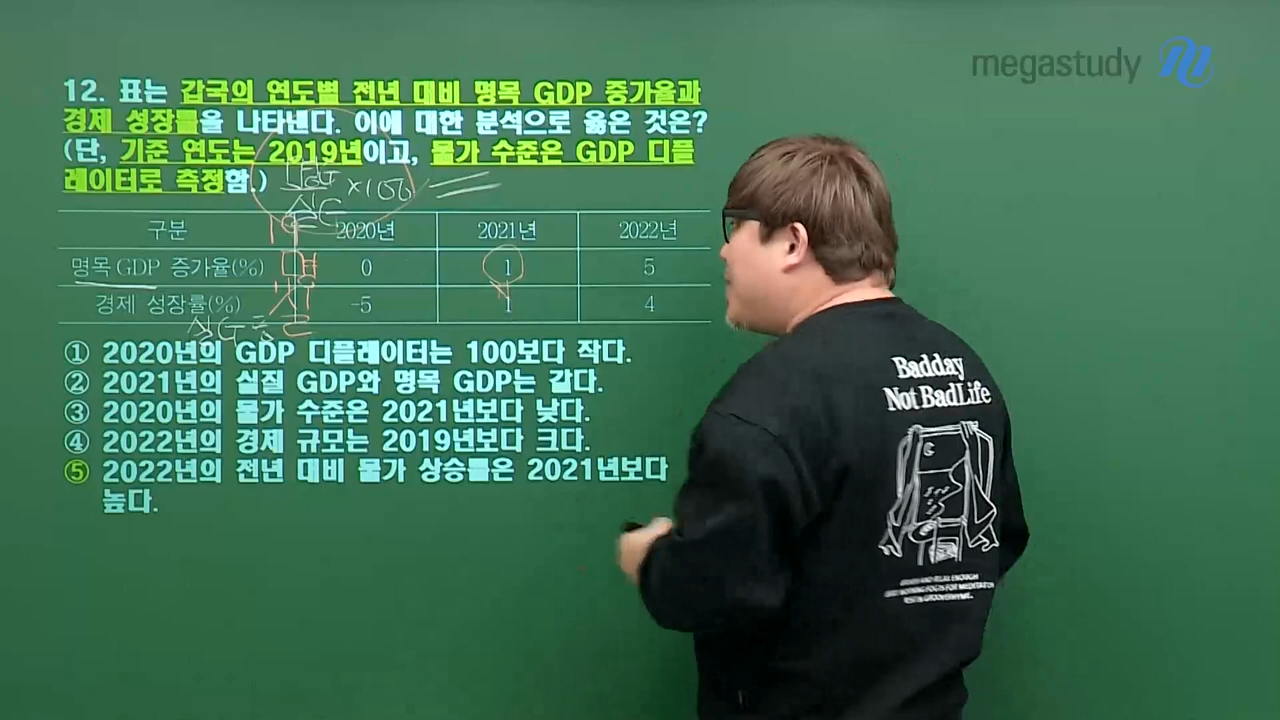 megastudy
12. 표는 갑국의 연도별 전년 대비 명목 GDP 증가율과
경제 성장률을 나타낸다. 이에 대한 분석으로 옳은 것은?
(단, 기준 연도는 2019년이고, 물가 수준은 GDP 디플
레이터로 측정함.)
×100
구분 2020년 2021년 2022년
명목 GDP 증가율(%) 0 1 5
경제 성장률(%) -5 1 4
① 2020년의 GDP 디플레이터는 100보다 작다.
② 2021년의 실질 GDP와 명목 GDP는 같다.
③ 2020년의 물가 수준은 2021년보다 낮다.
④ 2022년의 경제 규모는 2019년보다 크다.
⑤ 2022년의 전년 대비 물가 상승률은 2021년보다
높다.
Badday
Not BadLife